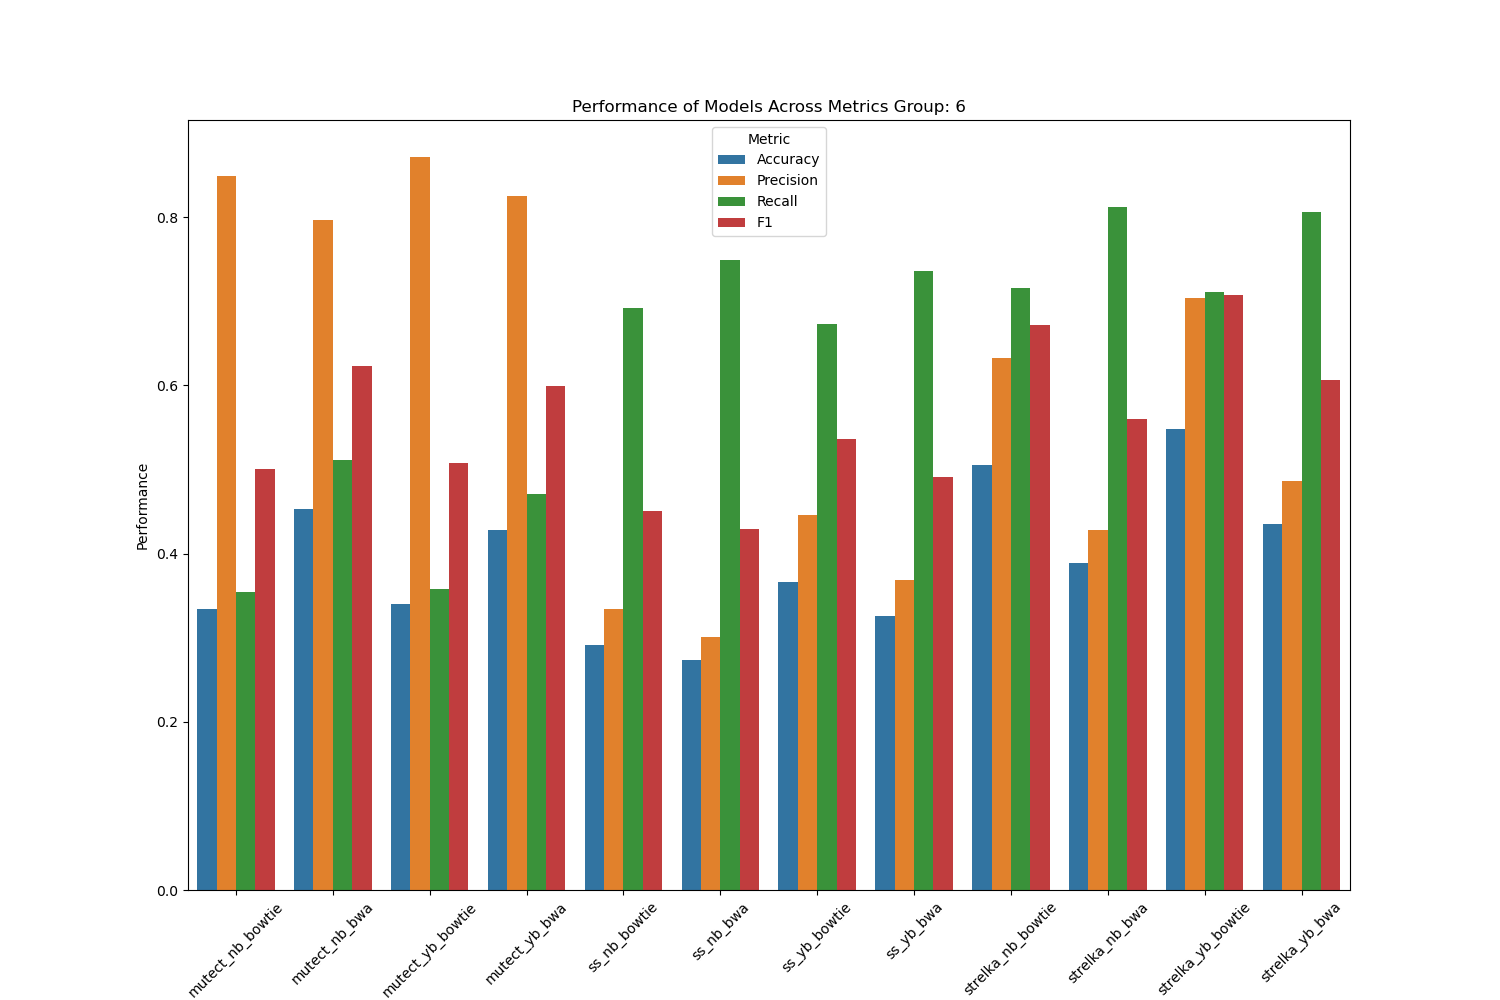 Performance of Models Across Metrics Group: 6
Metric
Accuracy
Precision
Recall
F1
Performance
0.8
0.6
0.4
0.2
0.0
mutect_nb_bowtie
mutect_nb_bwa
mutect_yb_bowtie
mutect_yb_bwa
ss_nb_bowtie
ss_nb_bwa
ss_yb_bowtie
ss_yb_bwa
strelka_nb_bowtie
strelka_nb_bwa
strelka_yb_bowtie
strelka_yb_bwa